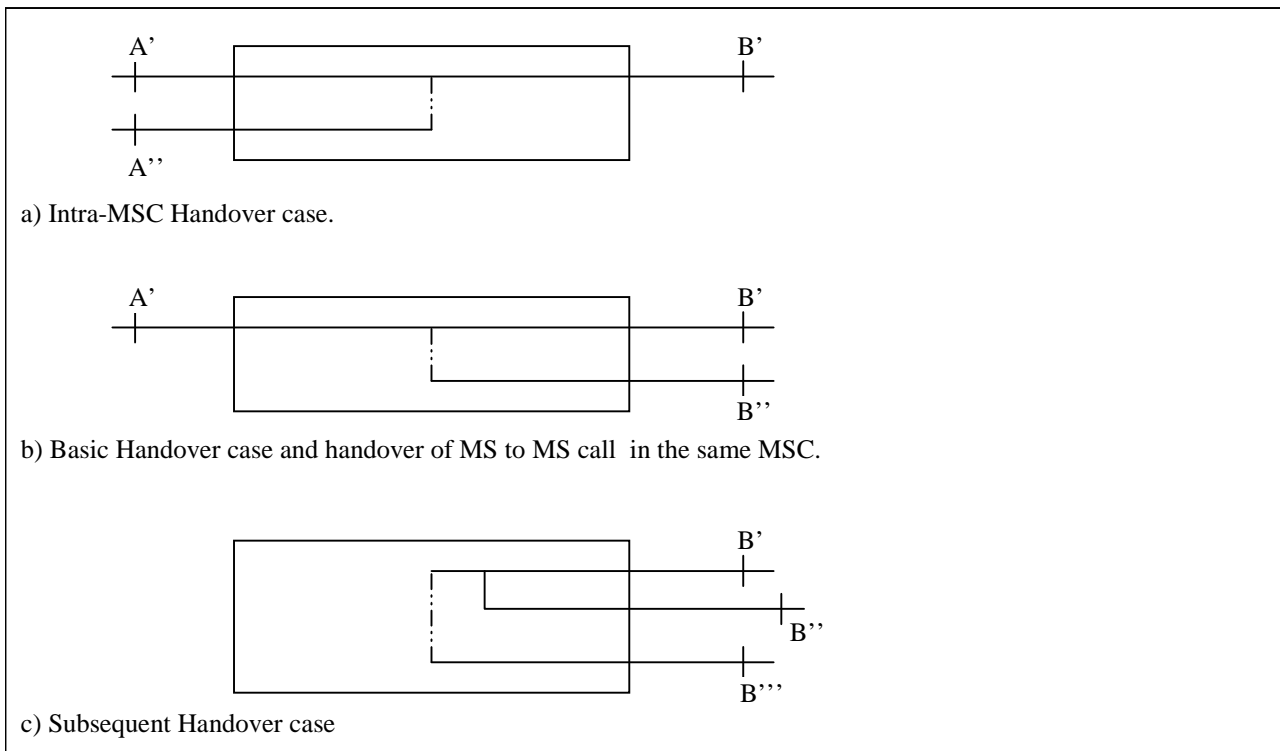 A’ B’
A’’
a) Intra-MSC Handover case.
A’ B’
B’’
b) Basic Handover case and handover of MS to MS call in the same MSC.
B’
B’’
B’’’
c) Subsequent Handover case